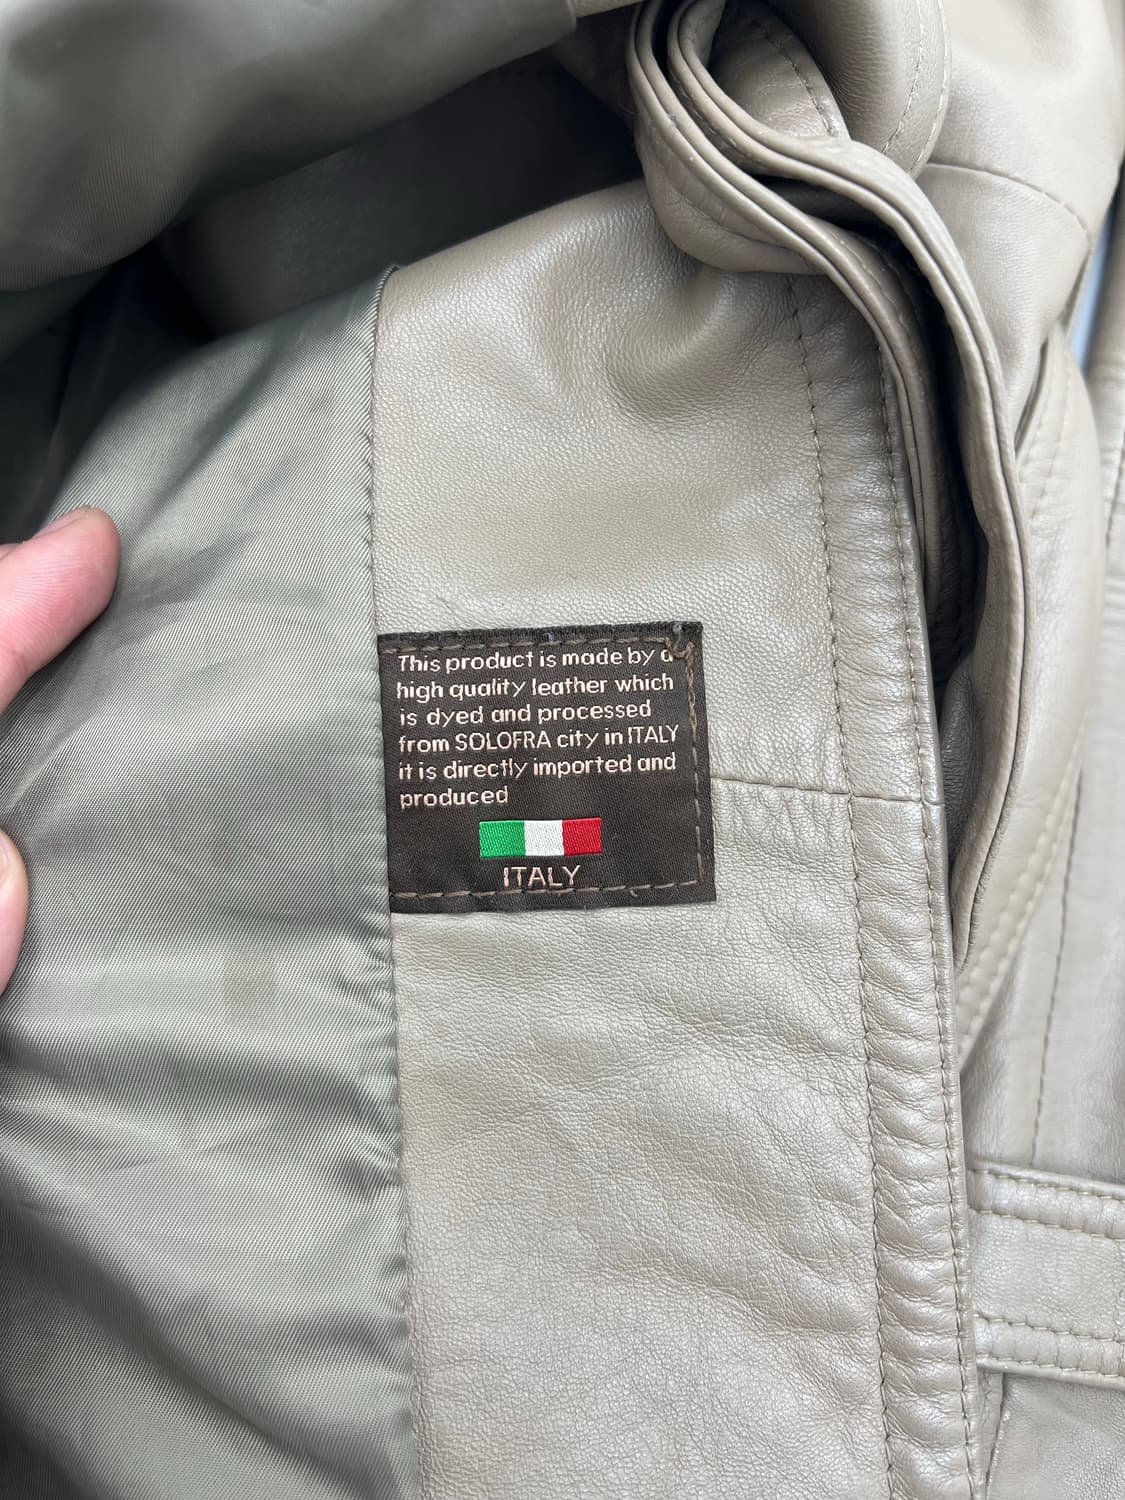 This product is made by a
high quality leather which
is dyed and processed
from SOLOFRA city in ITALY
it is directly imported and
produced
ITALY